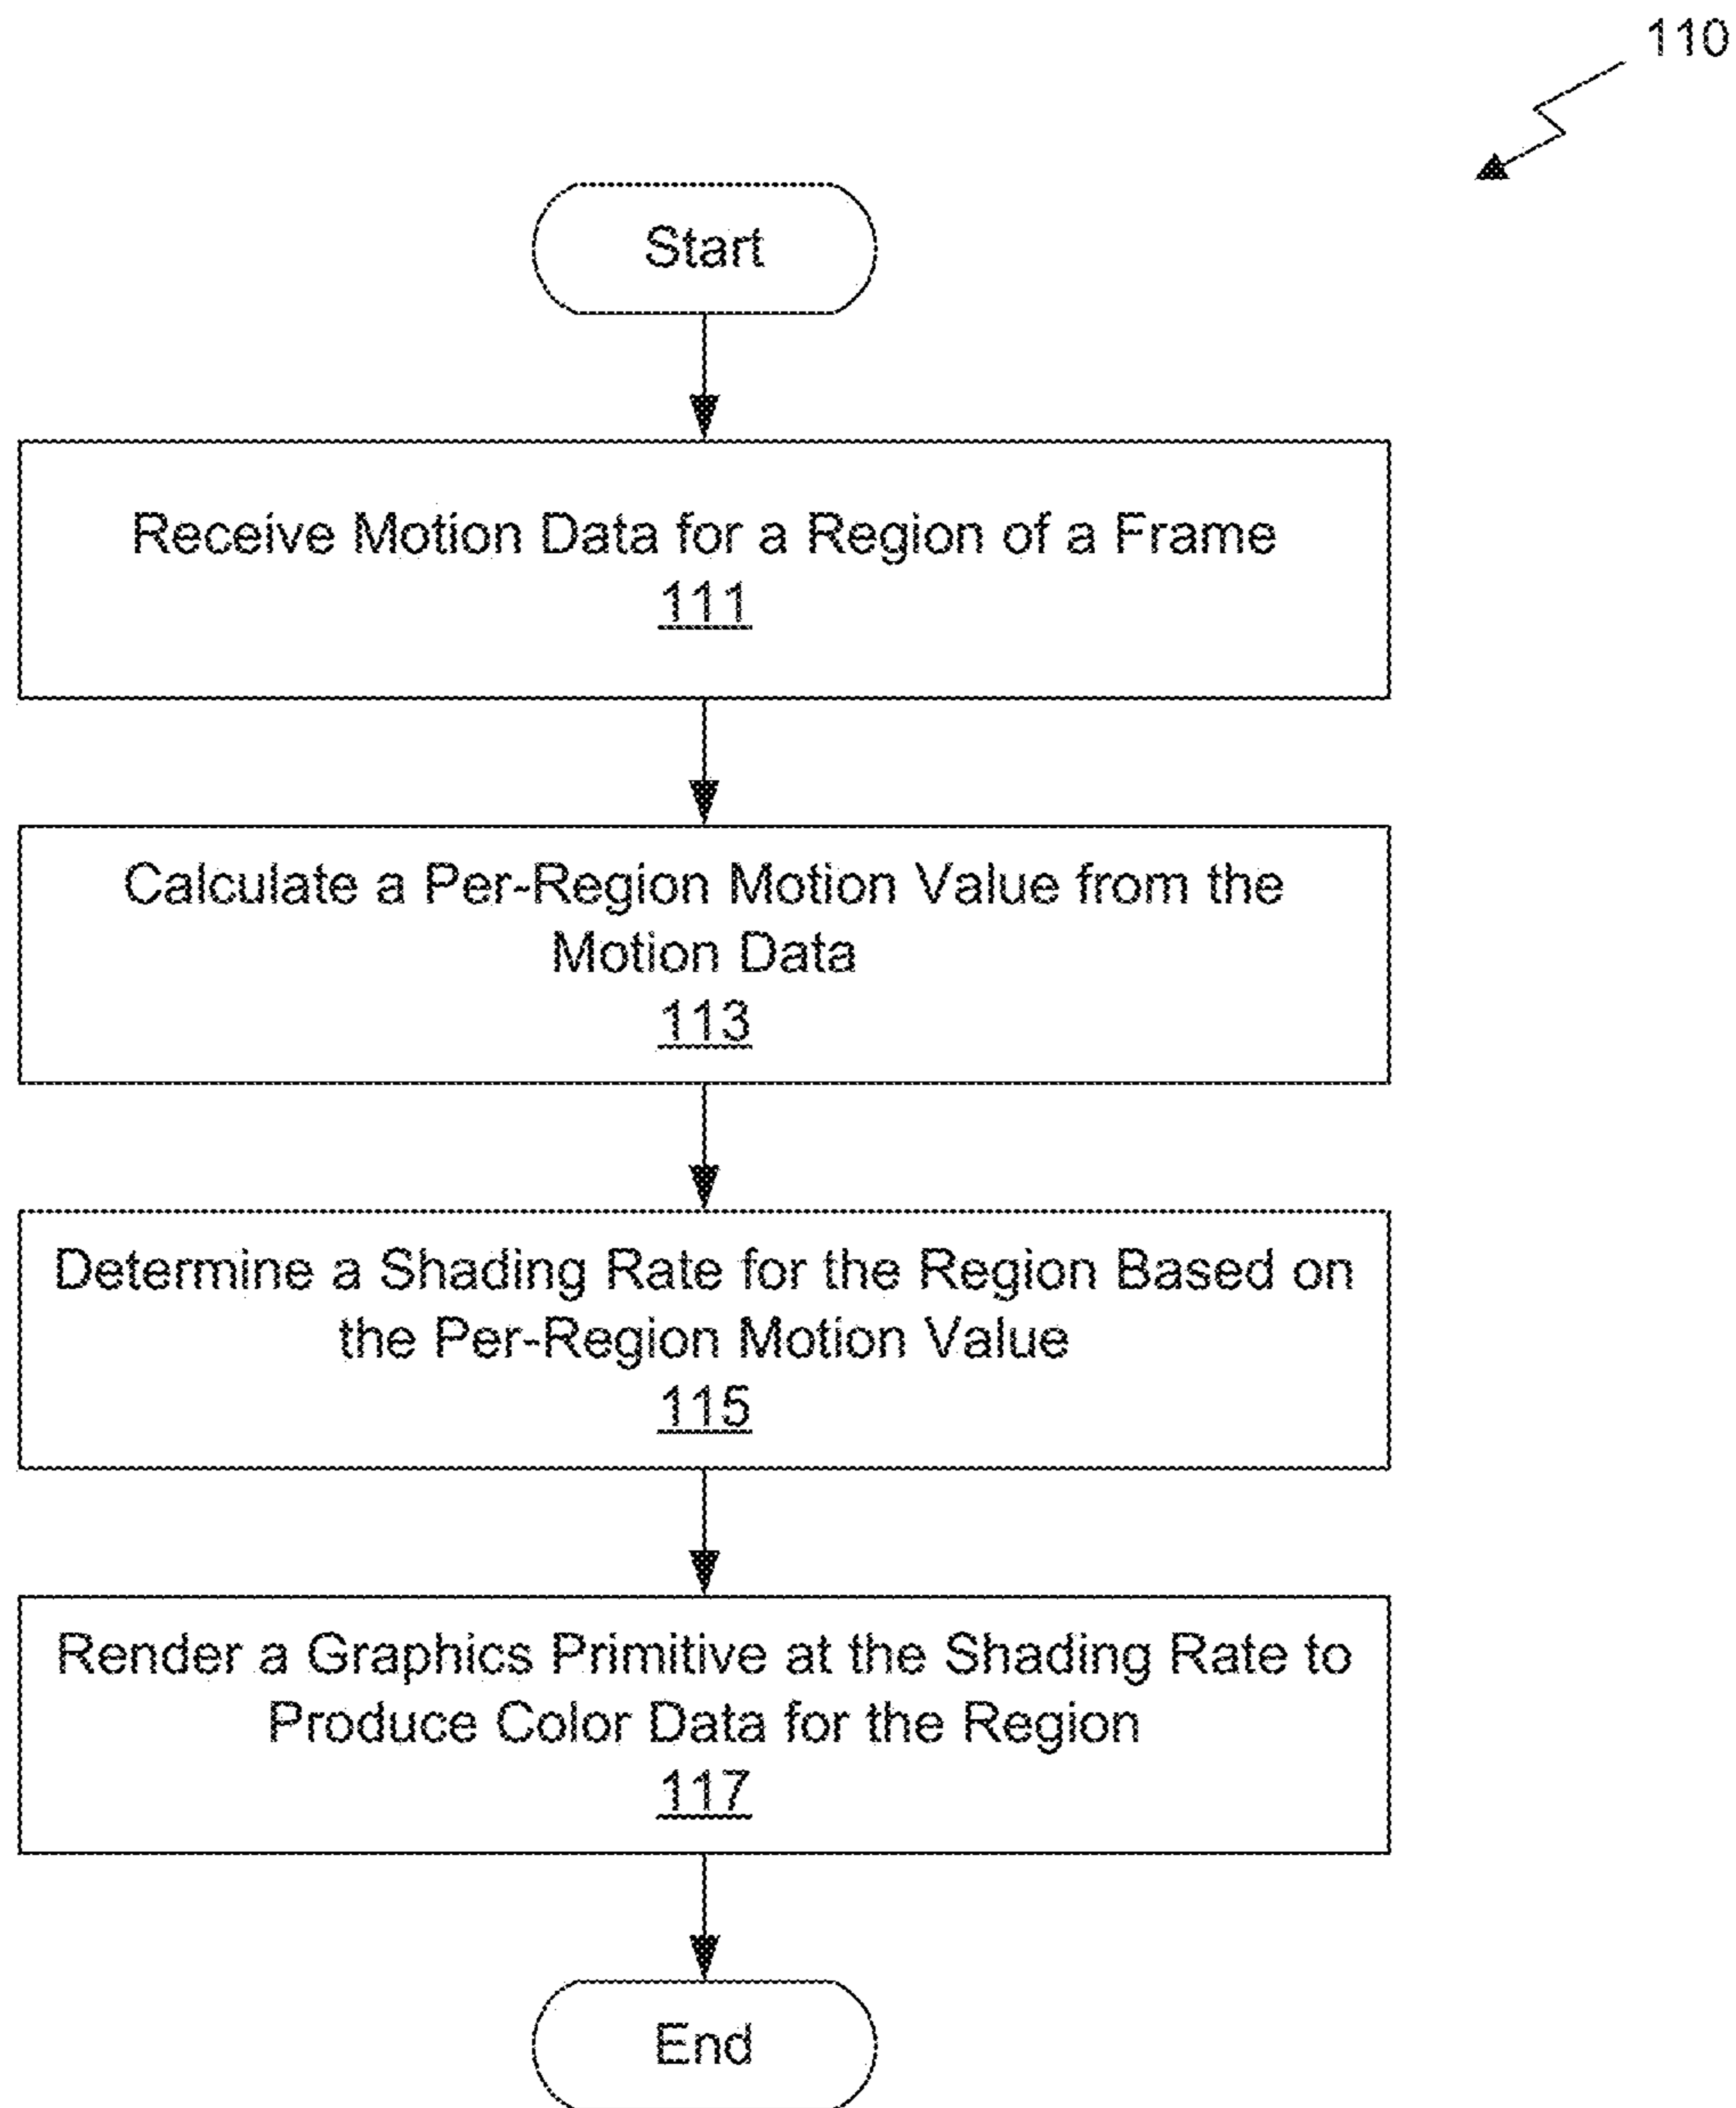 110
Start
Receive Motion Data for a Region of a Frame
111
Calculate a Per-Region Motion Value from the
Motion Data
113
Determine a Shading Rate for the Region Based on
the Per-Region Motion Value
115
Render a Graphics Primitive at the Shading Rate to
Produce Color Data for the Region
117
End